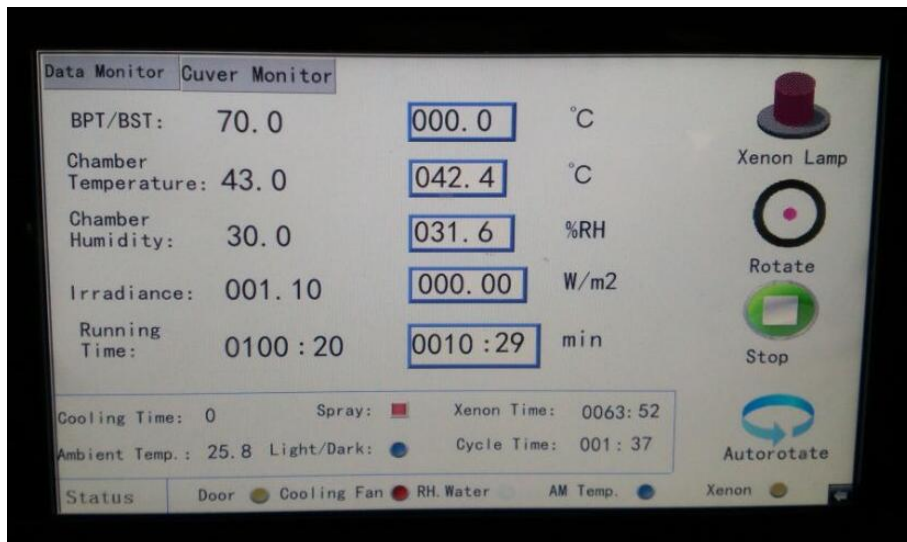 Data Monitor Cuver Monitor
BPT/BST: 70.0 000.0 °C
Chamber
Temperature: 43.0 042.4 °C
Chamber
Humidity: 30.0 031.6 %RH
Irradiance: 001.10 000.00 W/m2
Running
Time: 0100:20 0010:29 min
Xenon Lamp
Rotate
Stop
Autorotate
Cooling Time: 0 Spray: Xenon Time: 0063:52
Ambient Temp.: 25.8 Light/Dark: Cycle Time: 001:37
Status Door Cooling Fan RH.Water AM Temp. Xenon